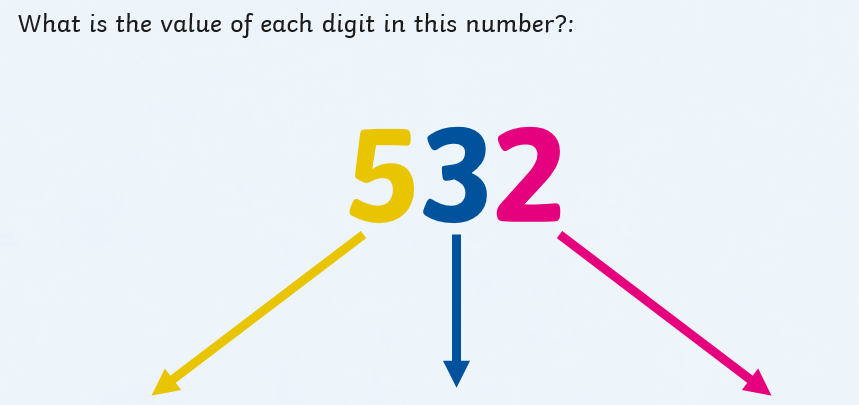 What is the value of each digit in this number?:
532